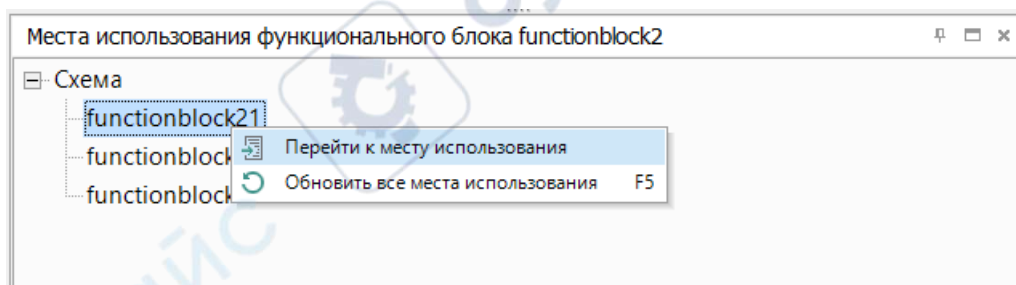 Места использования функционального блока functionblock2
Схема
functionblock21
Перейти к месту использования
functionblock
Обновить все места использования F5
functionblock